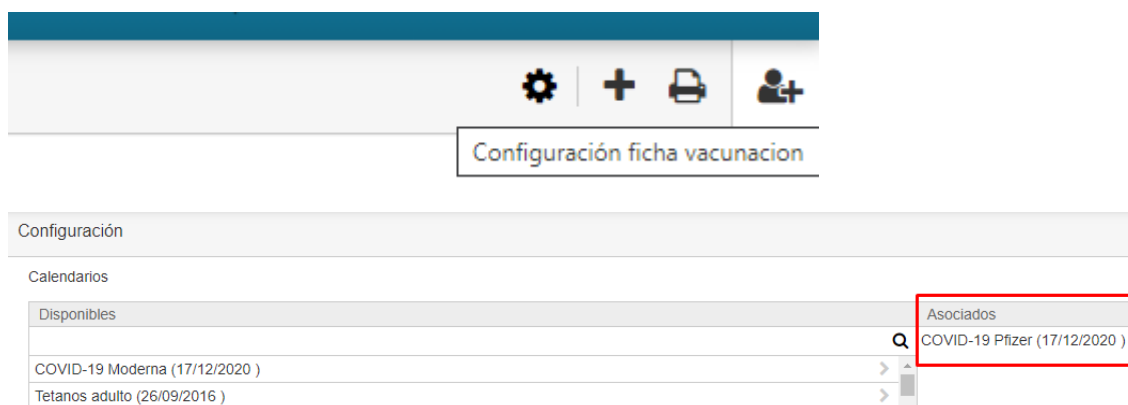 Configuración ficha vacunacion
Configuración
Calendarios
Disponibles
Asociados
COVID-19 Pfizer (17/12/2020 )
COVID-19 Moderna (17/12/2020 )
Tetanos adulto (26/09/2016 )